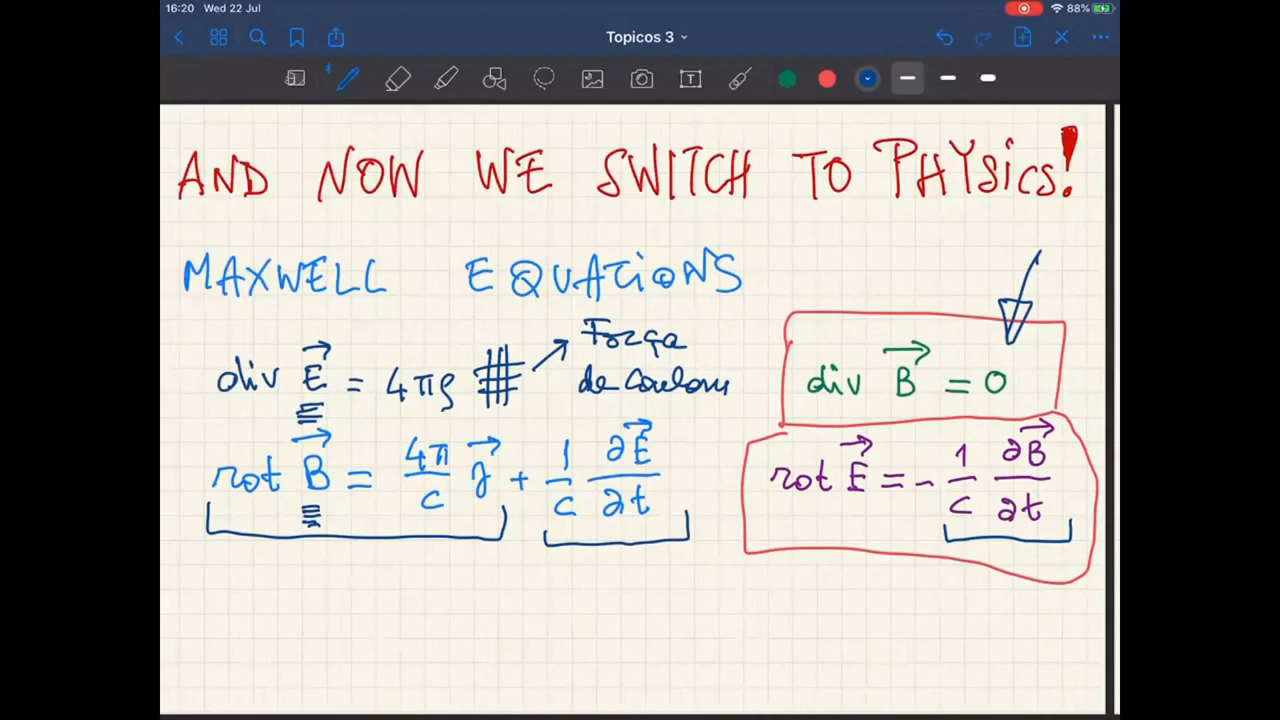 16:20 Wed 22 Jul 88%
Topicos 3
AND NOW WE SWITCH TO PHYSICS!
MAXWELL EQUATIONS
Força
de Coulom
div E⃗ = 4πρ
div B⃗ = 0
rot B⃗ = 4π/c j⃗ + 1/c ∂E⃗/∂t
rot E⃗ = - 1/c ∂B⃗/∂t